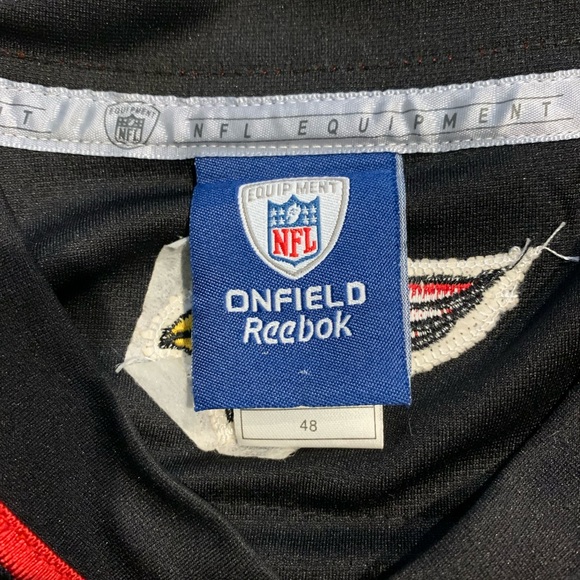 T EQUIPMENT NFL NFL EQUIPMENT
EQUIPMENT
NFL
ONFIELD
Reebok
48